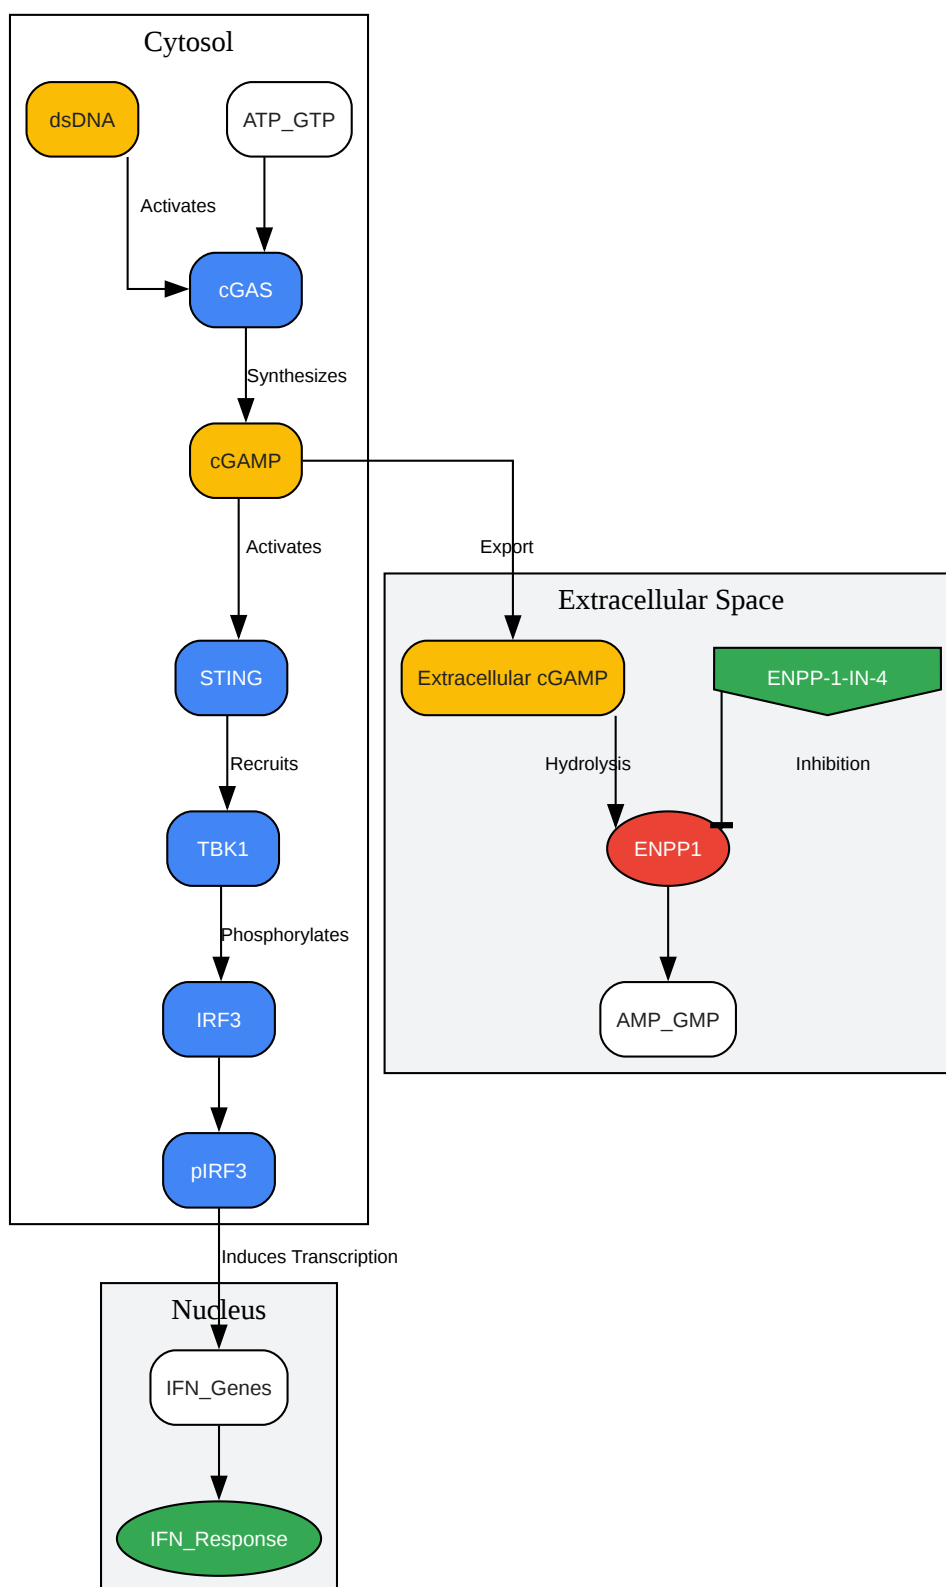 Cytosol
dsDNA
ATP_GTP
Activates
cGAS
Synthesizes
cGAMP
Activates
Export
Extracellular Space
STING
Extracellular cGAMP
ENPP-1-IN-4
Recruits
Hydrolysis
Inhibition
TBK1
ENPP1
Phosphorylates
IRF3
AMP_GMP
pIRF3
Induces Transcription
Nucleus
IFN_Genes
IFN_Response